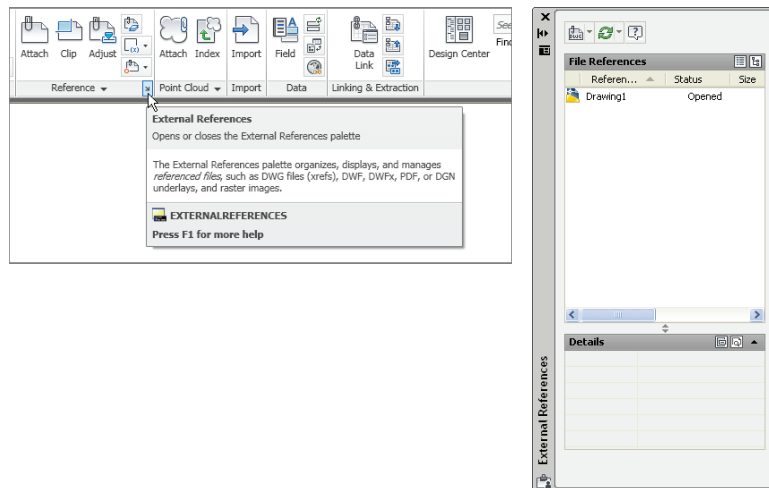 Attach Clip Adjust Attach Index Import Field Data Link Design Center
Reference Point Cloud Import Data Linking & Extraction
External References
Opens or closes the External References palette
The External References palette organizes, displays, and manages
referenced files, such as DWG files (xrefs), DWF, DWFx, PDF, or DGN
underlays, and raster images.
EXTERNALREFERENCES
Press F1 for more help
File References
Referen... Status Size
Drawing1 Opened
Details
External References